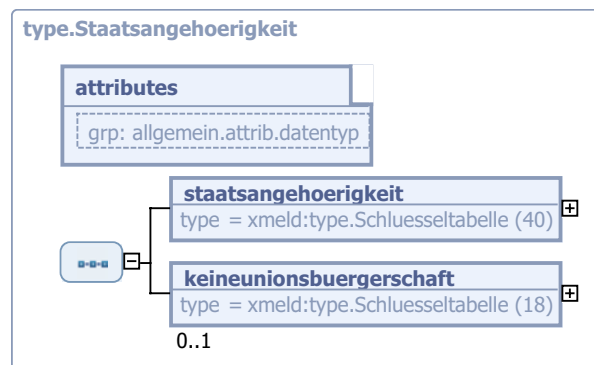 type.Staatsangehoerigkeit
attributes
grp: allgemein.attrib.datentyp
staatsangehoerigkeit
type = xmeld:type.Schluesseltabelle (40)
keineunionsbuergerschaft
type = xmeld:type.Schluesseltabelle (18)
0..1